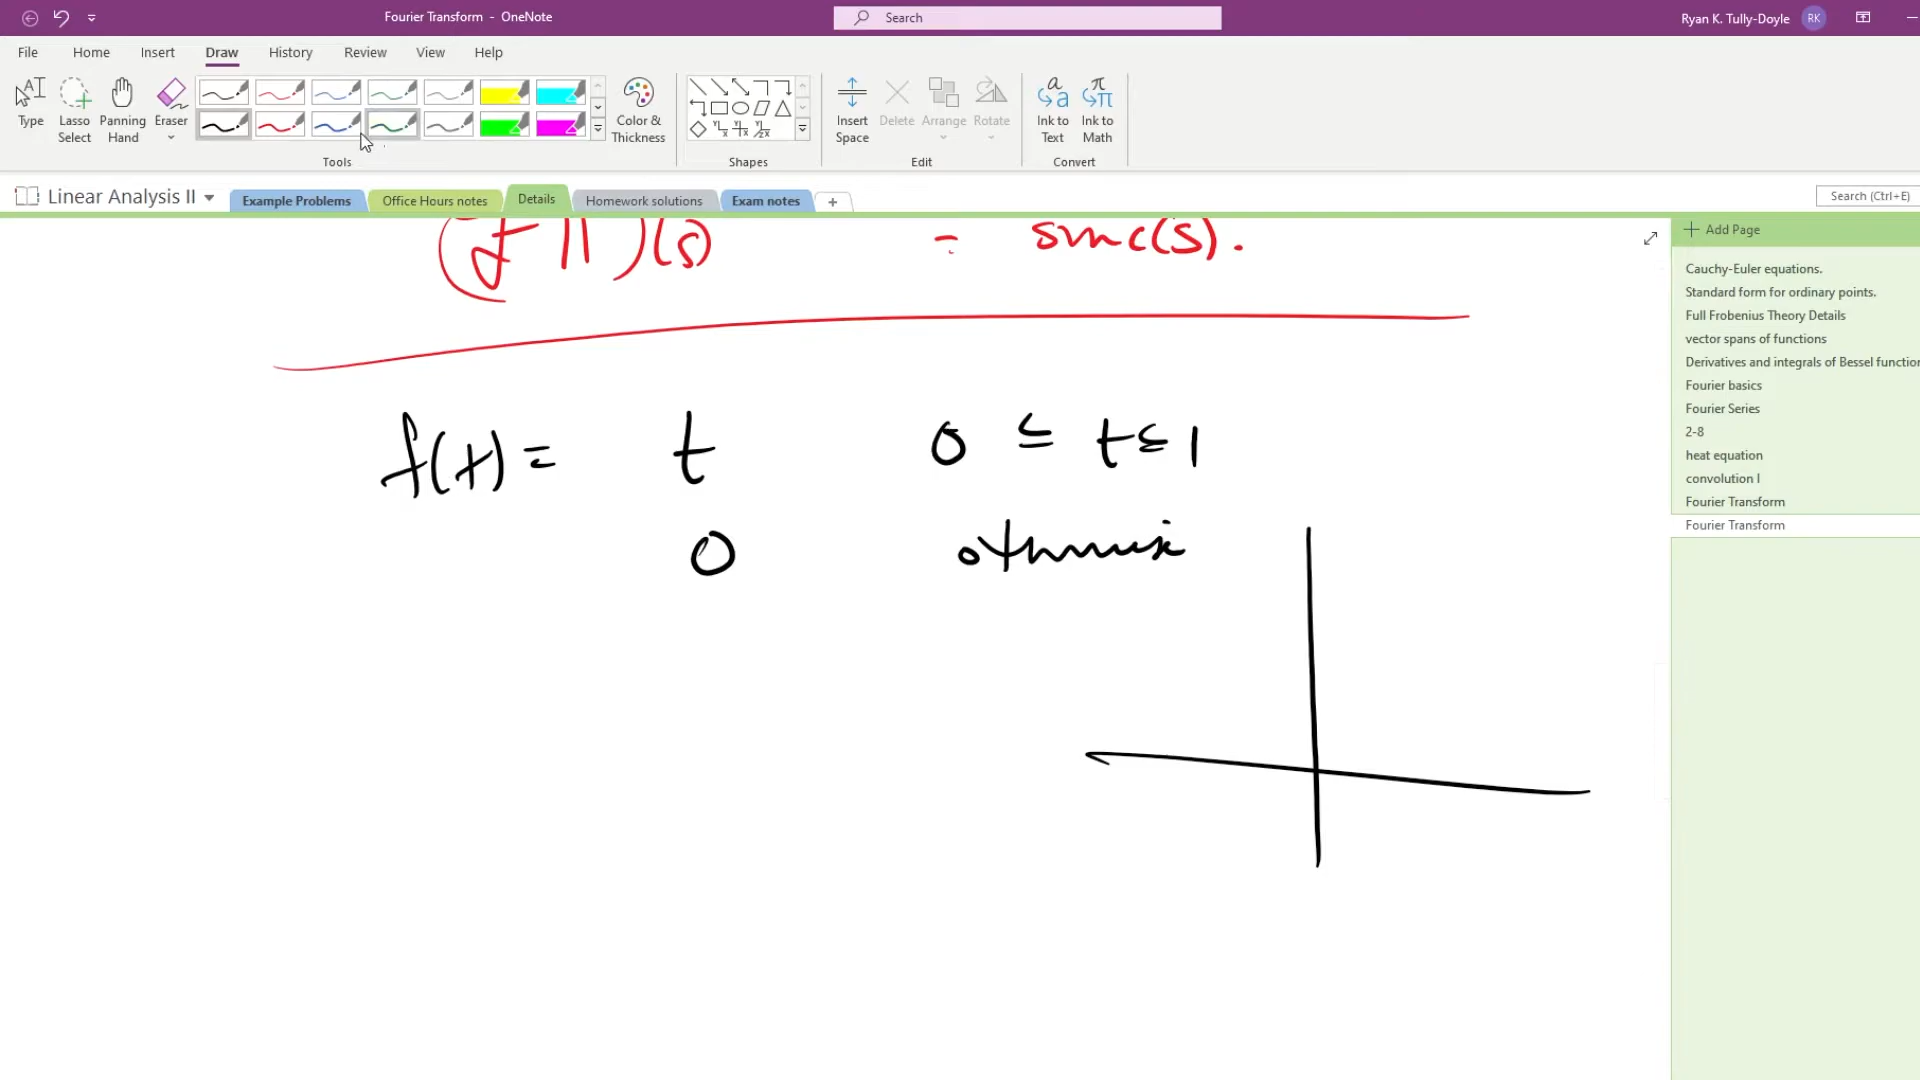 Fourier Transform - OneNote
Search
Ryan K. Tully-Doyle RK
File Home Insert Draw History Review View Help
Type
Lasso Select
Panning Hand
Eraser
Color & Thickness
Insert Space
Delete
Arrange
Rotate
a a Ink to Text
π π Ink to Math
Tools Shapes Edit Convert
Linear Analysis II
Example Problems Office Hours notes Details Homework solutions Exam notes +
Search (Ctrl+E)
Add Page
Cauchy-Euler equations.
Standard form for ordinary points.
Full Frobenius Theory Details
vector spans of functions
Derivatives and integrals of Bessel function
Fourier basics
Fourier Series
2-8
heat equation
convolution I
Fourier Transform
Fourier Transform
(FΠ)(s) = sinc(s).
f(t) = t 0 ≤ t ≤ 1
0 otherwise